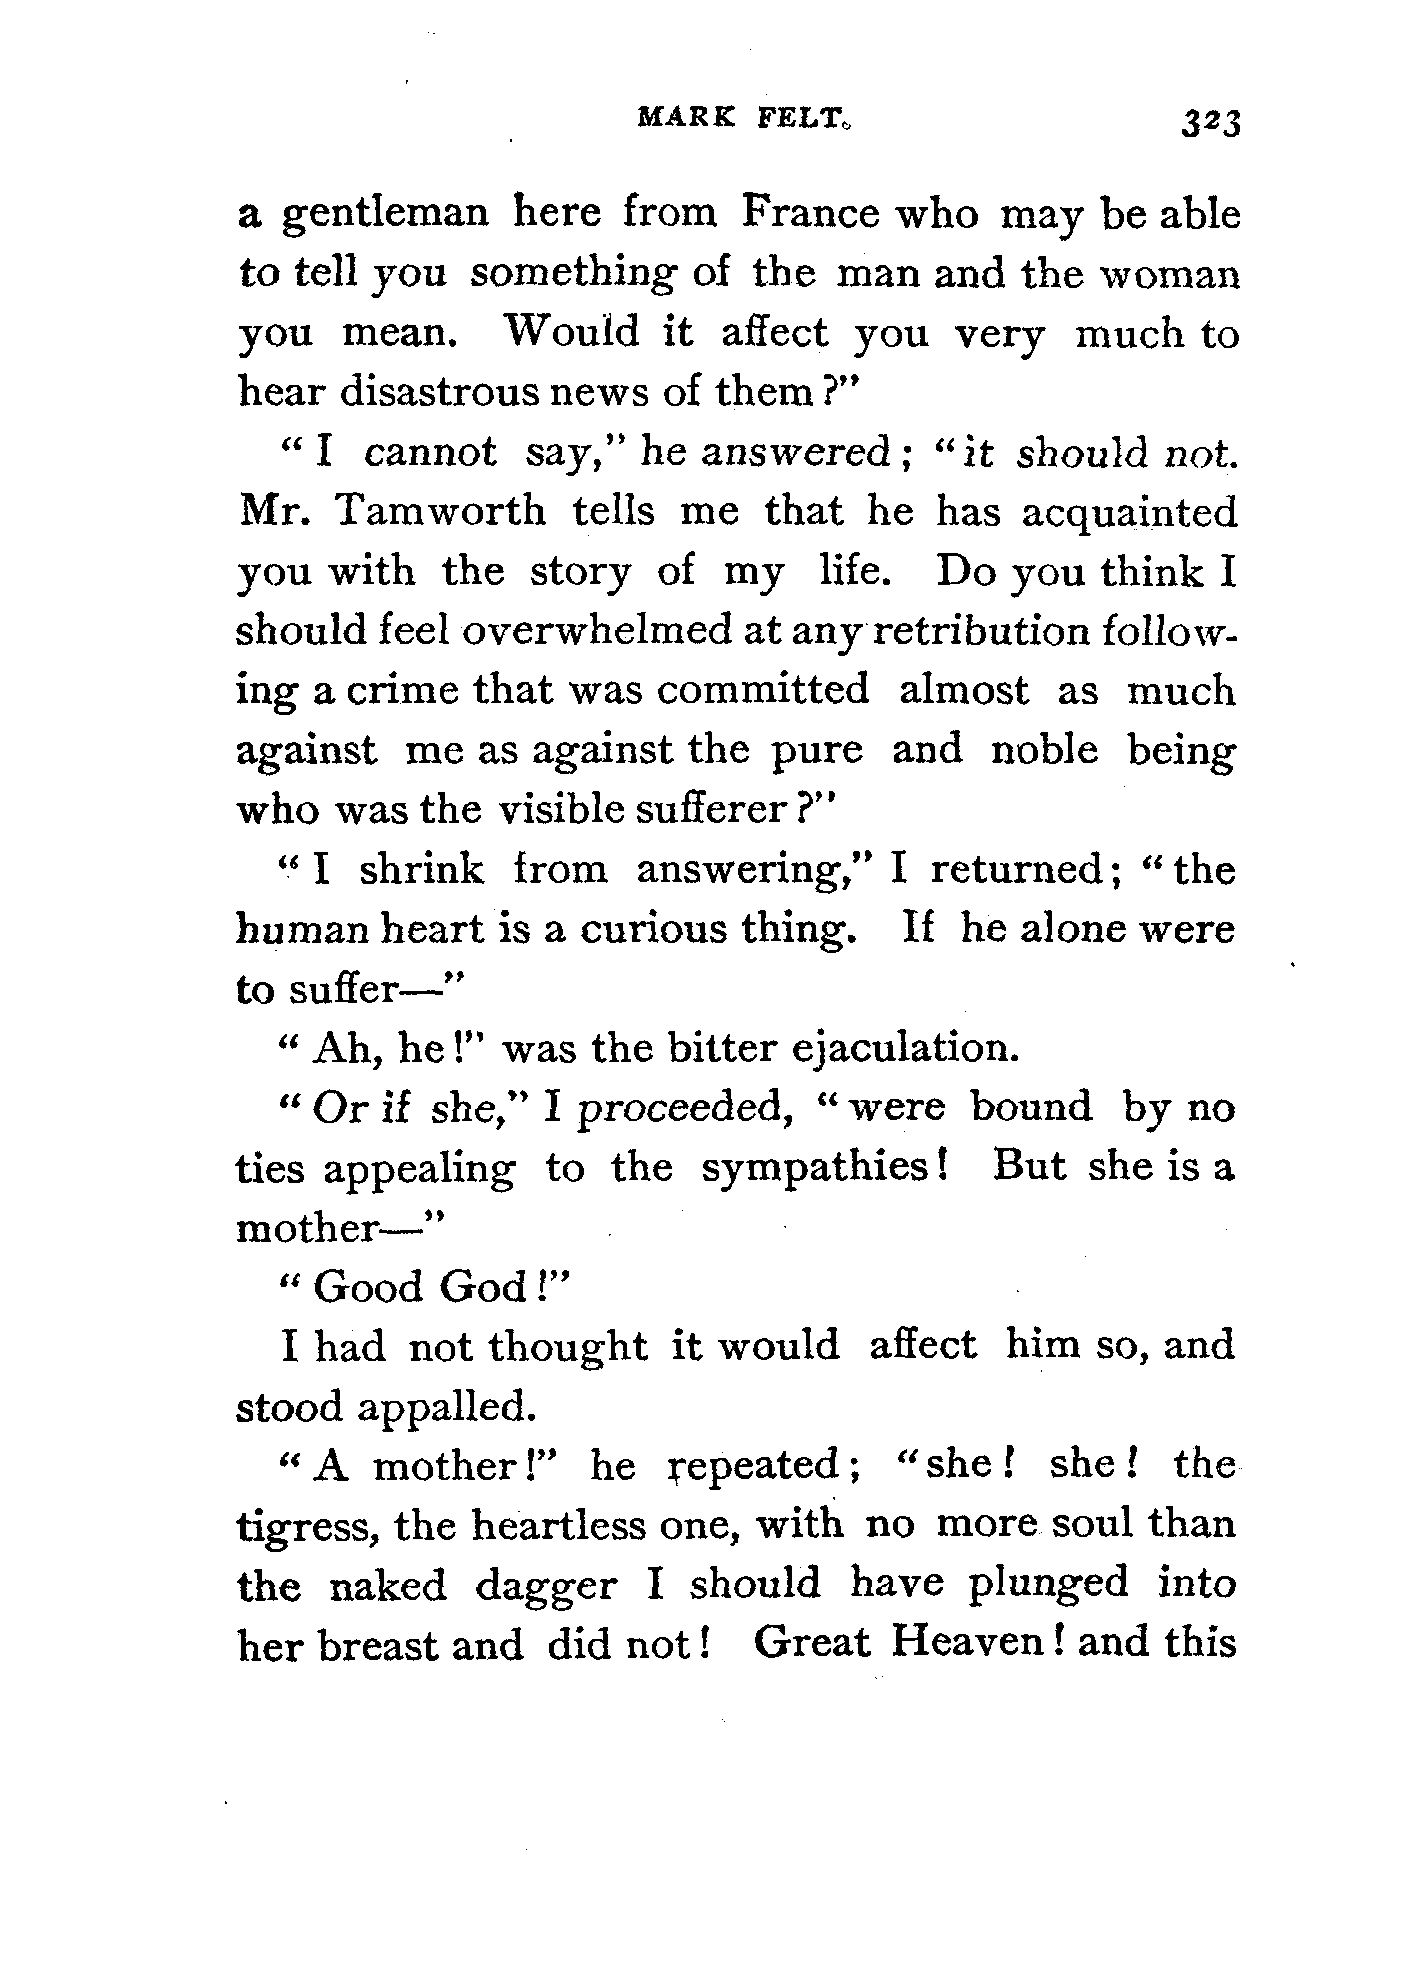 MARK FELT. 323
a gentleman here from France who may be able
to tell you something of the man and the woman
you mean. Would it affect you very much to
hear disastrous news of them?"
"I cannot say," he answered; "it should not.
Mr. Tamworth tells me that he has acquainted
you with the story of my life. Do you think I
should feel overwhelmed at any retribution follow-
ing a crime that was committed almost as much
against me as against the pure and noble being
who was the visible sufferer?"
"I shrink from answering," I returned; "the
human heart is a curious thing. If he alone were
to suffer—"
"Ah, he!" was the bitter ejaculation.
"Or if she," I proceeded, "were bound by no
ties appealing to the sympathies! But she is a
mother—"
"Good God!"
I had not thought it would affect him so, and
stood appalled.
"A mother!" he repeated; "she! she! the
tigress, the heartless one, with no more soul than
the naked dagger I should have plunged into
her breast and did not! Great Heaven! and this